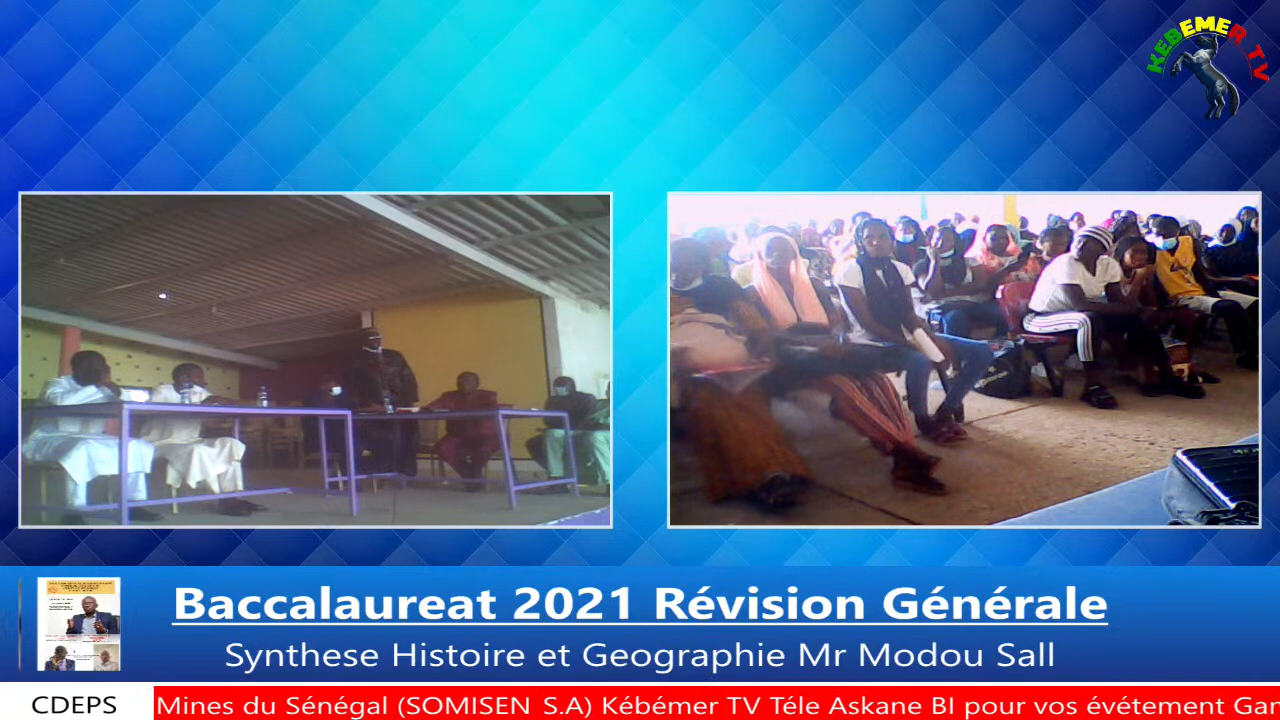 KEBEMER TV
Baccalaureat 2021 Révision Générale
Synthese Histoire et Geographie Mr Modou Sall
CDEPS
Mines du Sénégal (SOMISEN S.A) Kébémer TV Téle Askane BI pour vos évétement Gar